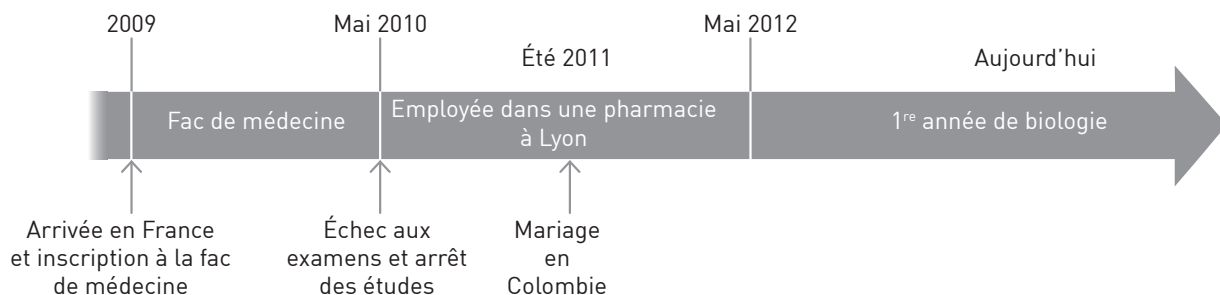 2009
Mai 2010
Mai 2012
Été 2011
Aujourd'hui
Fac de médecine
Employée dans une pharmacie
à Lyon
1re année de biologie
Arrivée en France
et inscription à la fac
de médecine
Échec aux
examens et arrêt
des études
Mariage
en
Colombie